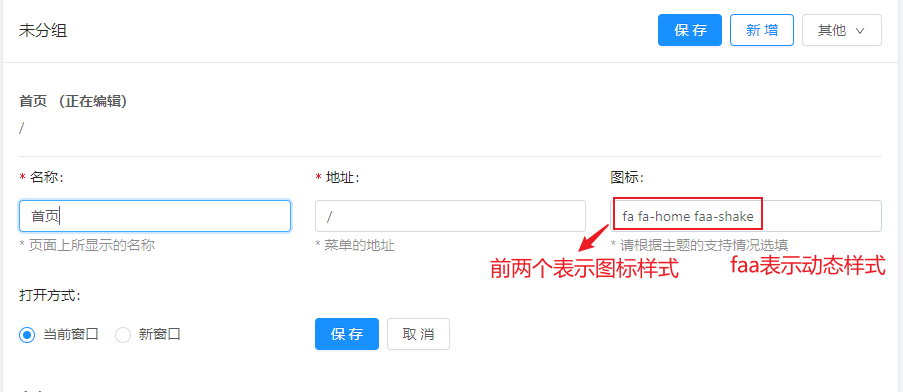 未分组
保 存
新 增
其他
首页 （正在编辑）
/
* 名称：
* 地址：
图标：
首页
/
fa fa-home faa-shake
* 页面上所显示的名称
* 菜单的地址
* 请根据主题的支持情况选填
前两个表示图标样式
faa表示动态样式
打开方式：
当前窗口
新窗口
保 存
取 消